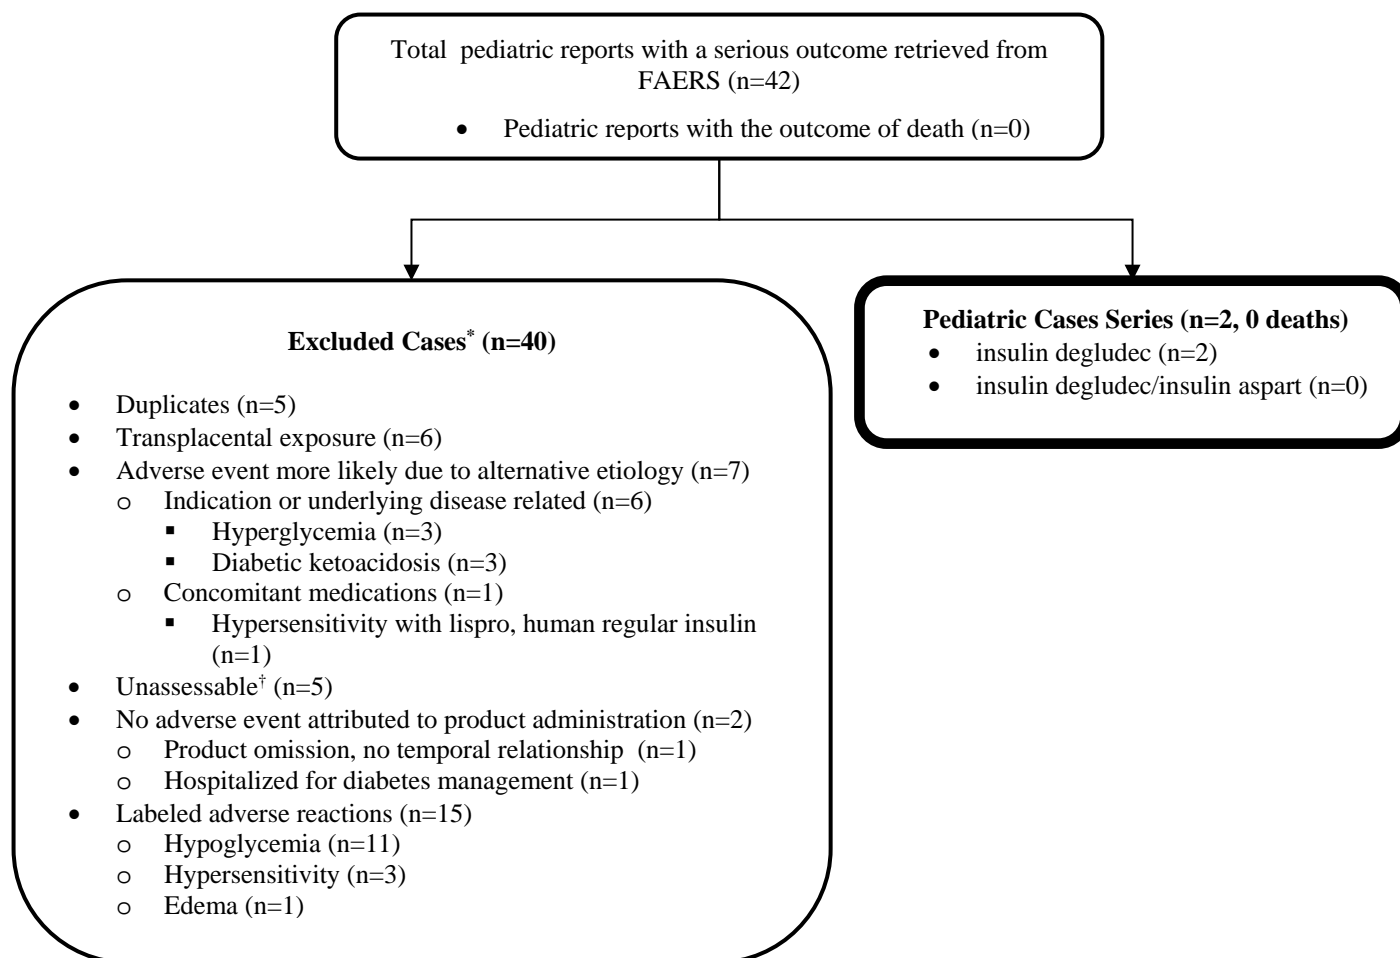 Total pediatric reports with a serious outcome retrieved from
FAERS (n=42)
• Pediatric reports with the outcome of death (n=0)
Excluded Cases* (n=40)
• Duplicates (n=5)
• Transplacental exposure (n=6)
• Adverse event more likely due to alternative etiology (n=7)
o Indication or underlying disease related (n=6)
▪ Hyperglycemia (n=3)
▪ Diabetic ketoacidosis (n=3)
o Concomitant medications (n=1)
▪ Hypersensitivity with lispro, human regular insulin
(n=1)
• Unassessable† (n=5)
• No adverse event attributed to product administration (n=2)
o Product omission, no temporal relationship (n=1)
o Hospitalized for diabetes management (n=1)
• Labeled adverse reactions (n=15)
o Hypoglycemia (n=11)
o Hypersensitivity (n=3)
o Edema (n=1)
Pediatric Cases Series (n=2, 0 deaths)
• insulin degludec (n=2)
• insulin degludec/insulin aspart (n=0)